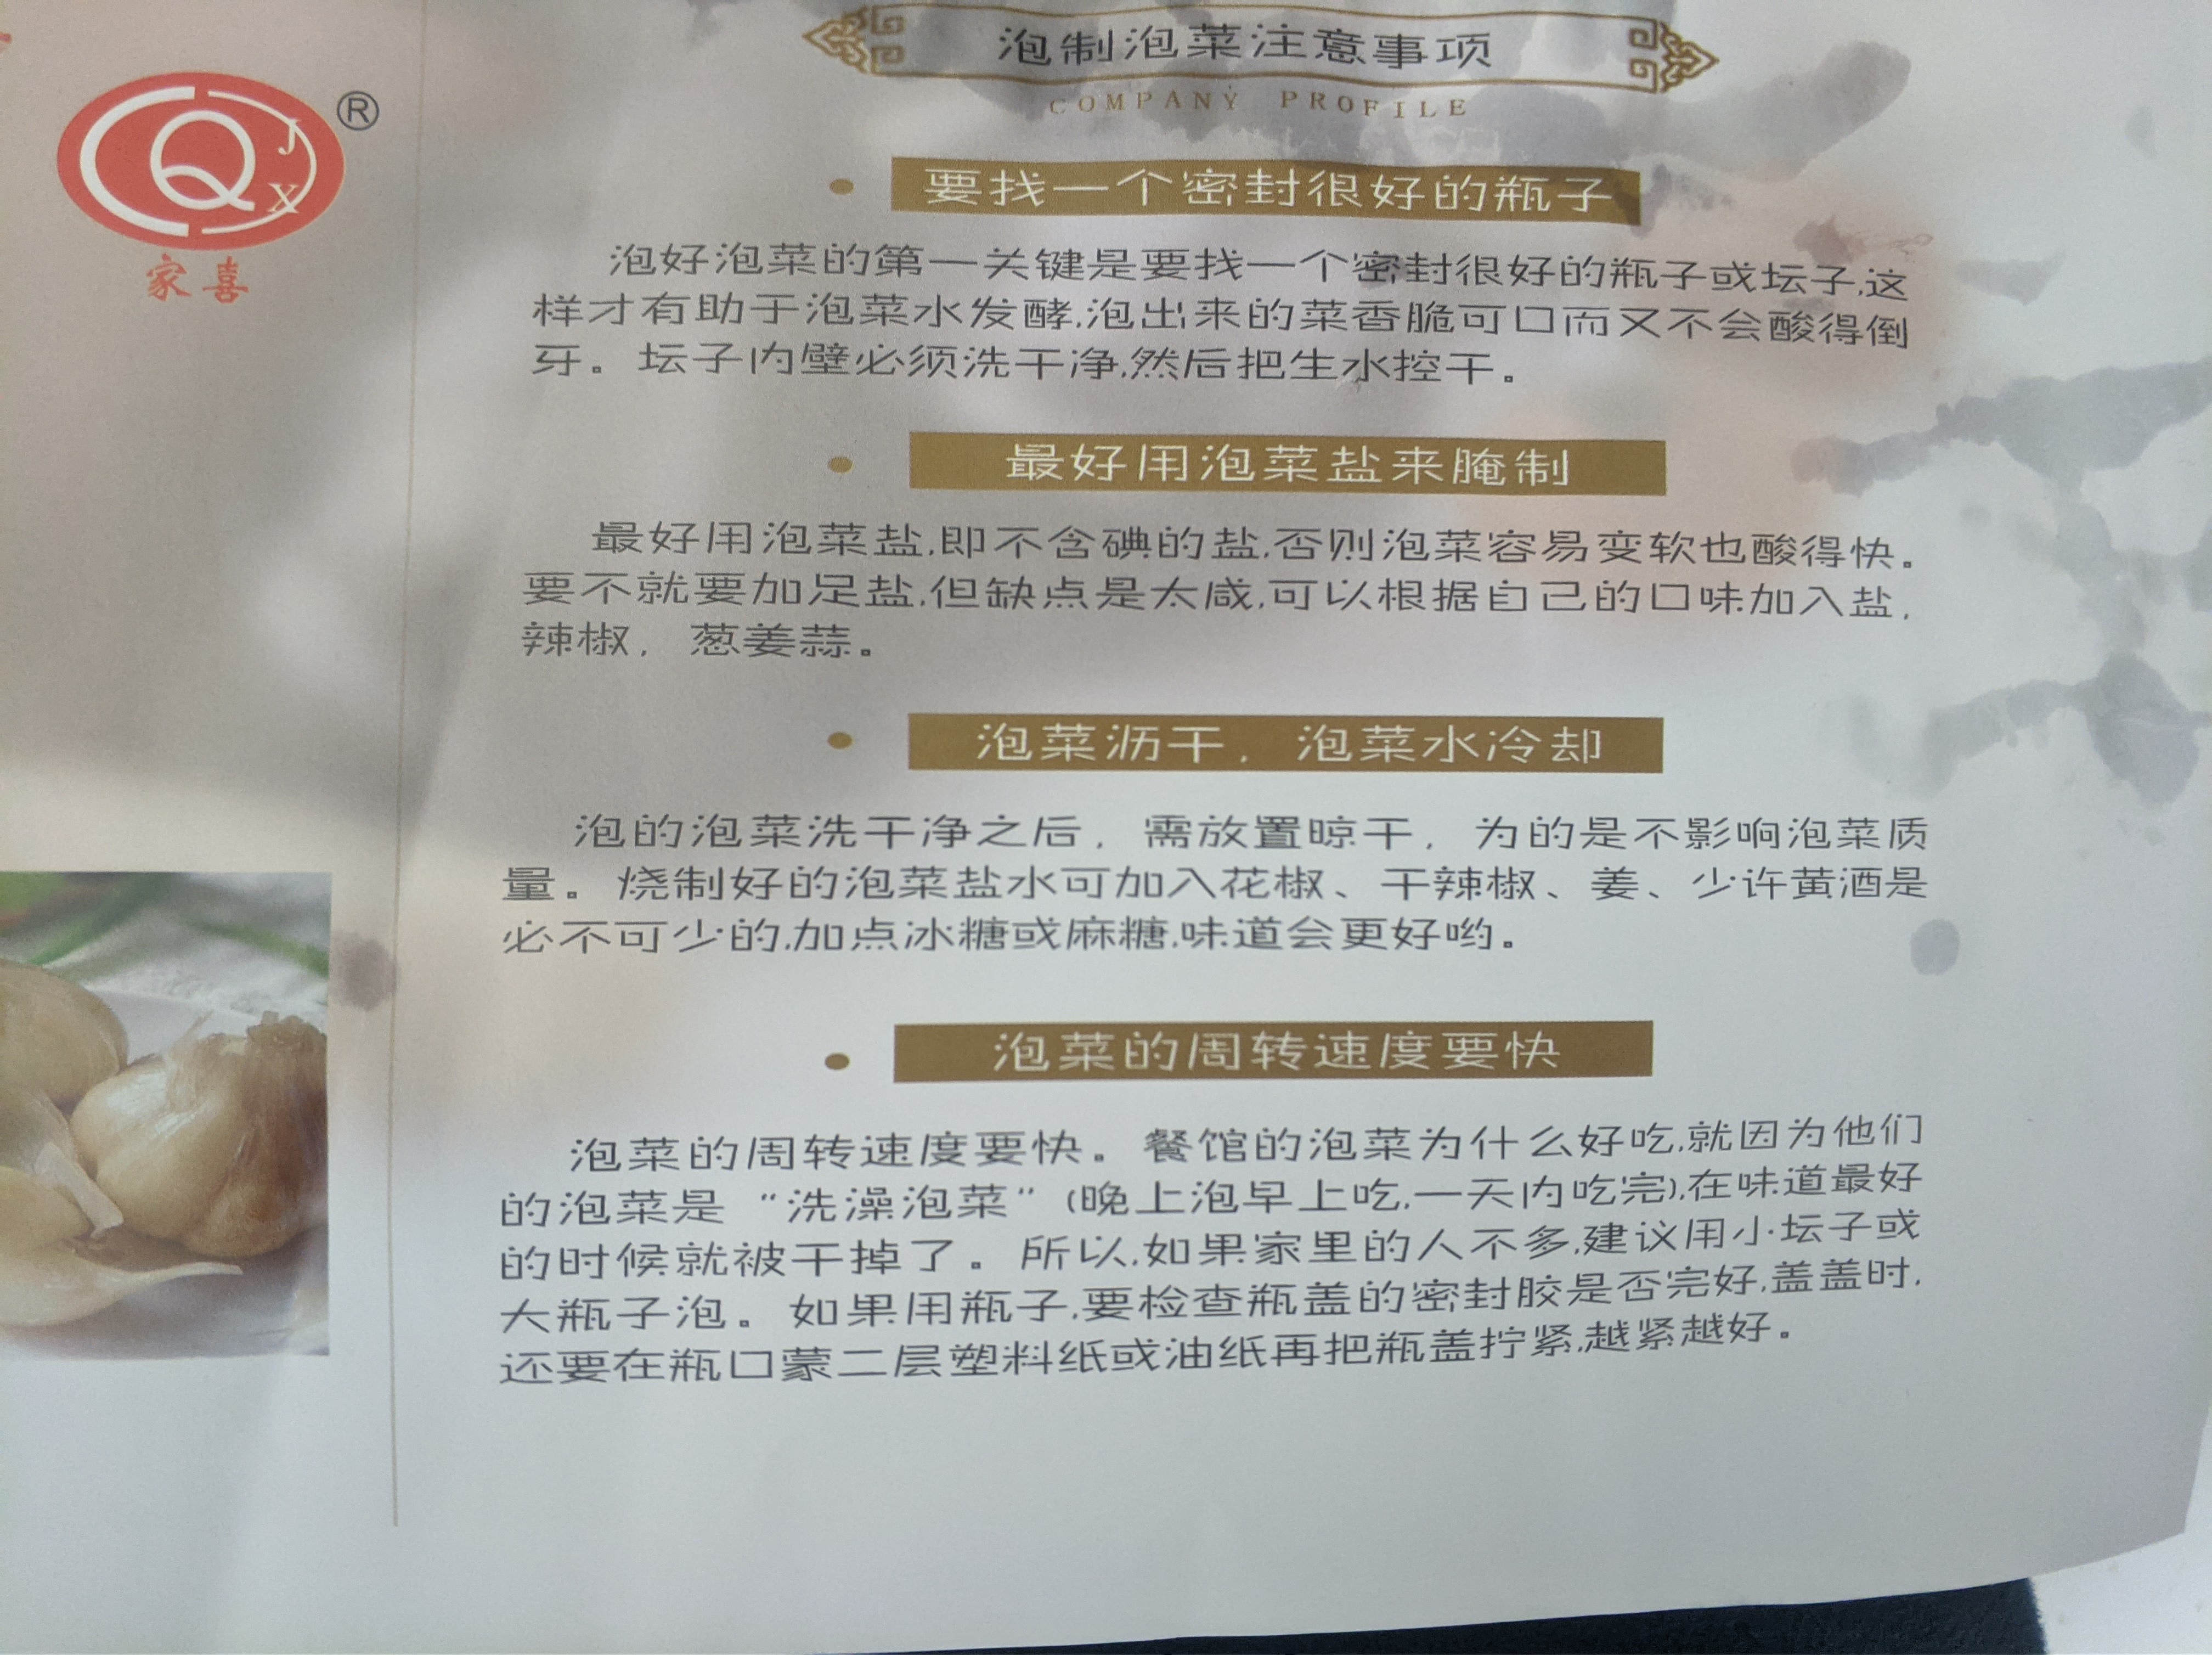 Q J X ®
家喜
泡制泡菜注意事项
COMPANY PROFILE
• 要找一个密封很好的瓶子
泡好泡菜的第一关键是要找一个密封很好的瓶子或坛子,这
样才有助于泡菜水发酵,泡出来的菜香脆可口而又不会酸得倒
牙。坛子内壁必须洗干净,然后把生水控干。
• 最好用泡菜盐来腌制
最好用泡菜盐,即不含碘的盐,否则泡菜容易变软也酸得快。
要不就要加足盐,但缺点是太咸,可以根据自己的口味加入盐,
辣椒, 葱姜蒜。
• 泡菜沥干, 泡菜水冷却
泡的泡菜洗干净之后, 需放置晾干, 为的是不影响泡菜质
量。烧制好的泡菜盐水可加入花椒、干辣椒、姜、少许黄酒是
必不可少的,加点冰糖或麻糖,味道会更好哟。
• 泡菜的周转速度要快
泡菜的周转速度要快。餐馆的泡菜为什么好吃,就因为他们
的泡菜是“洗澡泡菜”(晚上泡早上吃,一天内吃完),在味道最好
的时候就被干掉了。所以,如果家里的人不多,建议用小坛子或
大瓶子泡。如果用瓶子,要检查瓶盖的密封胶是否完好,盖盖时,
还要在瓶口蒙二层塑料纸或油纸再把瓶盖拧紧,越紧越好。